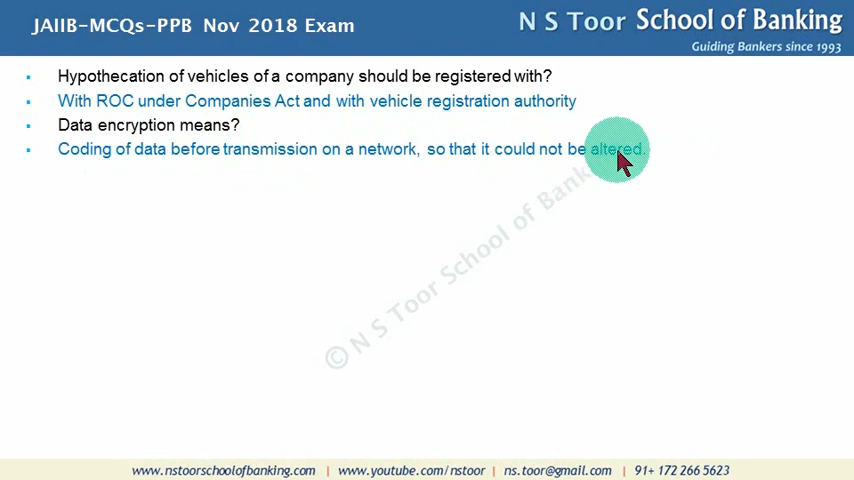 JAIIB-MCQs-PPB Nov 2018 Exam
N S Toor School of Banking
Guiding Bankers since 1993
▪ Hypothecation of vehicles of a company should be registered with?
▪ With ROC under Companies Act and with vehicle registration authority
▪ Data encryption means?
▪ Coding of data before transmission on a network, so that it could not be altered.
© N S Toor School of Banking
www.nstoorschoolofbanking.com | www.youtube.com/nstoor | ns.toor@gmail.com | 91+ 172 266 5623